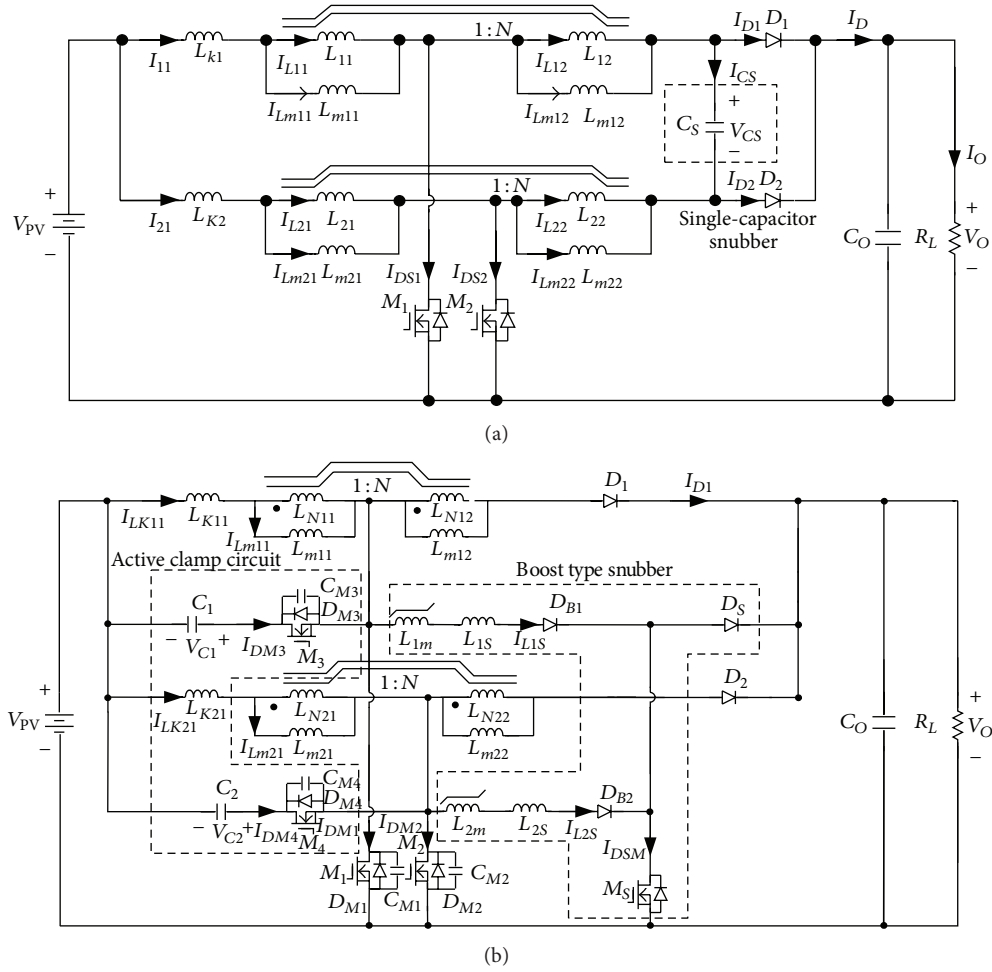 1:N
I11
Lk1
IL11
L11
ILm11
Lm11
IL12
L12
ILm12
Lm12
ID1
D1
ID
ICS
CS
+
VCS
−
IO
+
VPV
−
I21
LK2
IL21
L21
ILm21
Lm21
1:N
IL22
L22
ILm22
Lm22
ID2
D2
Single-capacitor
snubber
IDS1
IDS2
M1
M2
CO
RL
+
VO
−
(a)
1:N
ILK11
LK11
LN11
ILm11
Lm11
LN12
Lm12
D1
ID1
Active clamp circuit
Boost type snubber
C1
− VC1 +
IDM3
CM3
DM3
M3
L1m
L1S
IL1S
DB1
DS
+
VPV
−
LK21
ILK21
1:N
LN21
ILm21
Lm21
LN22
Lm22
D2
CO
RL
+
VO
−
C2
− VC2 +
IDM4
CM4
DM4
M4
IDM1
IDM2
L2m
L2S
IL2S
DB2
IDSM
M1
DM1
CM1
M2
DM2
CM2
MS
(b)